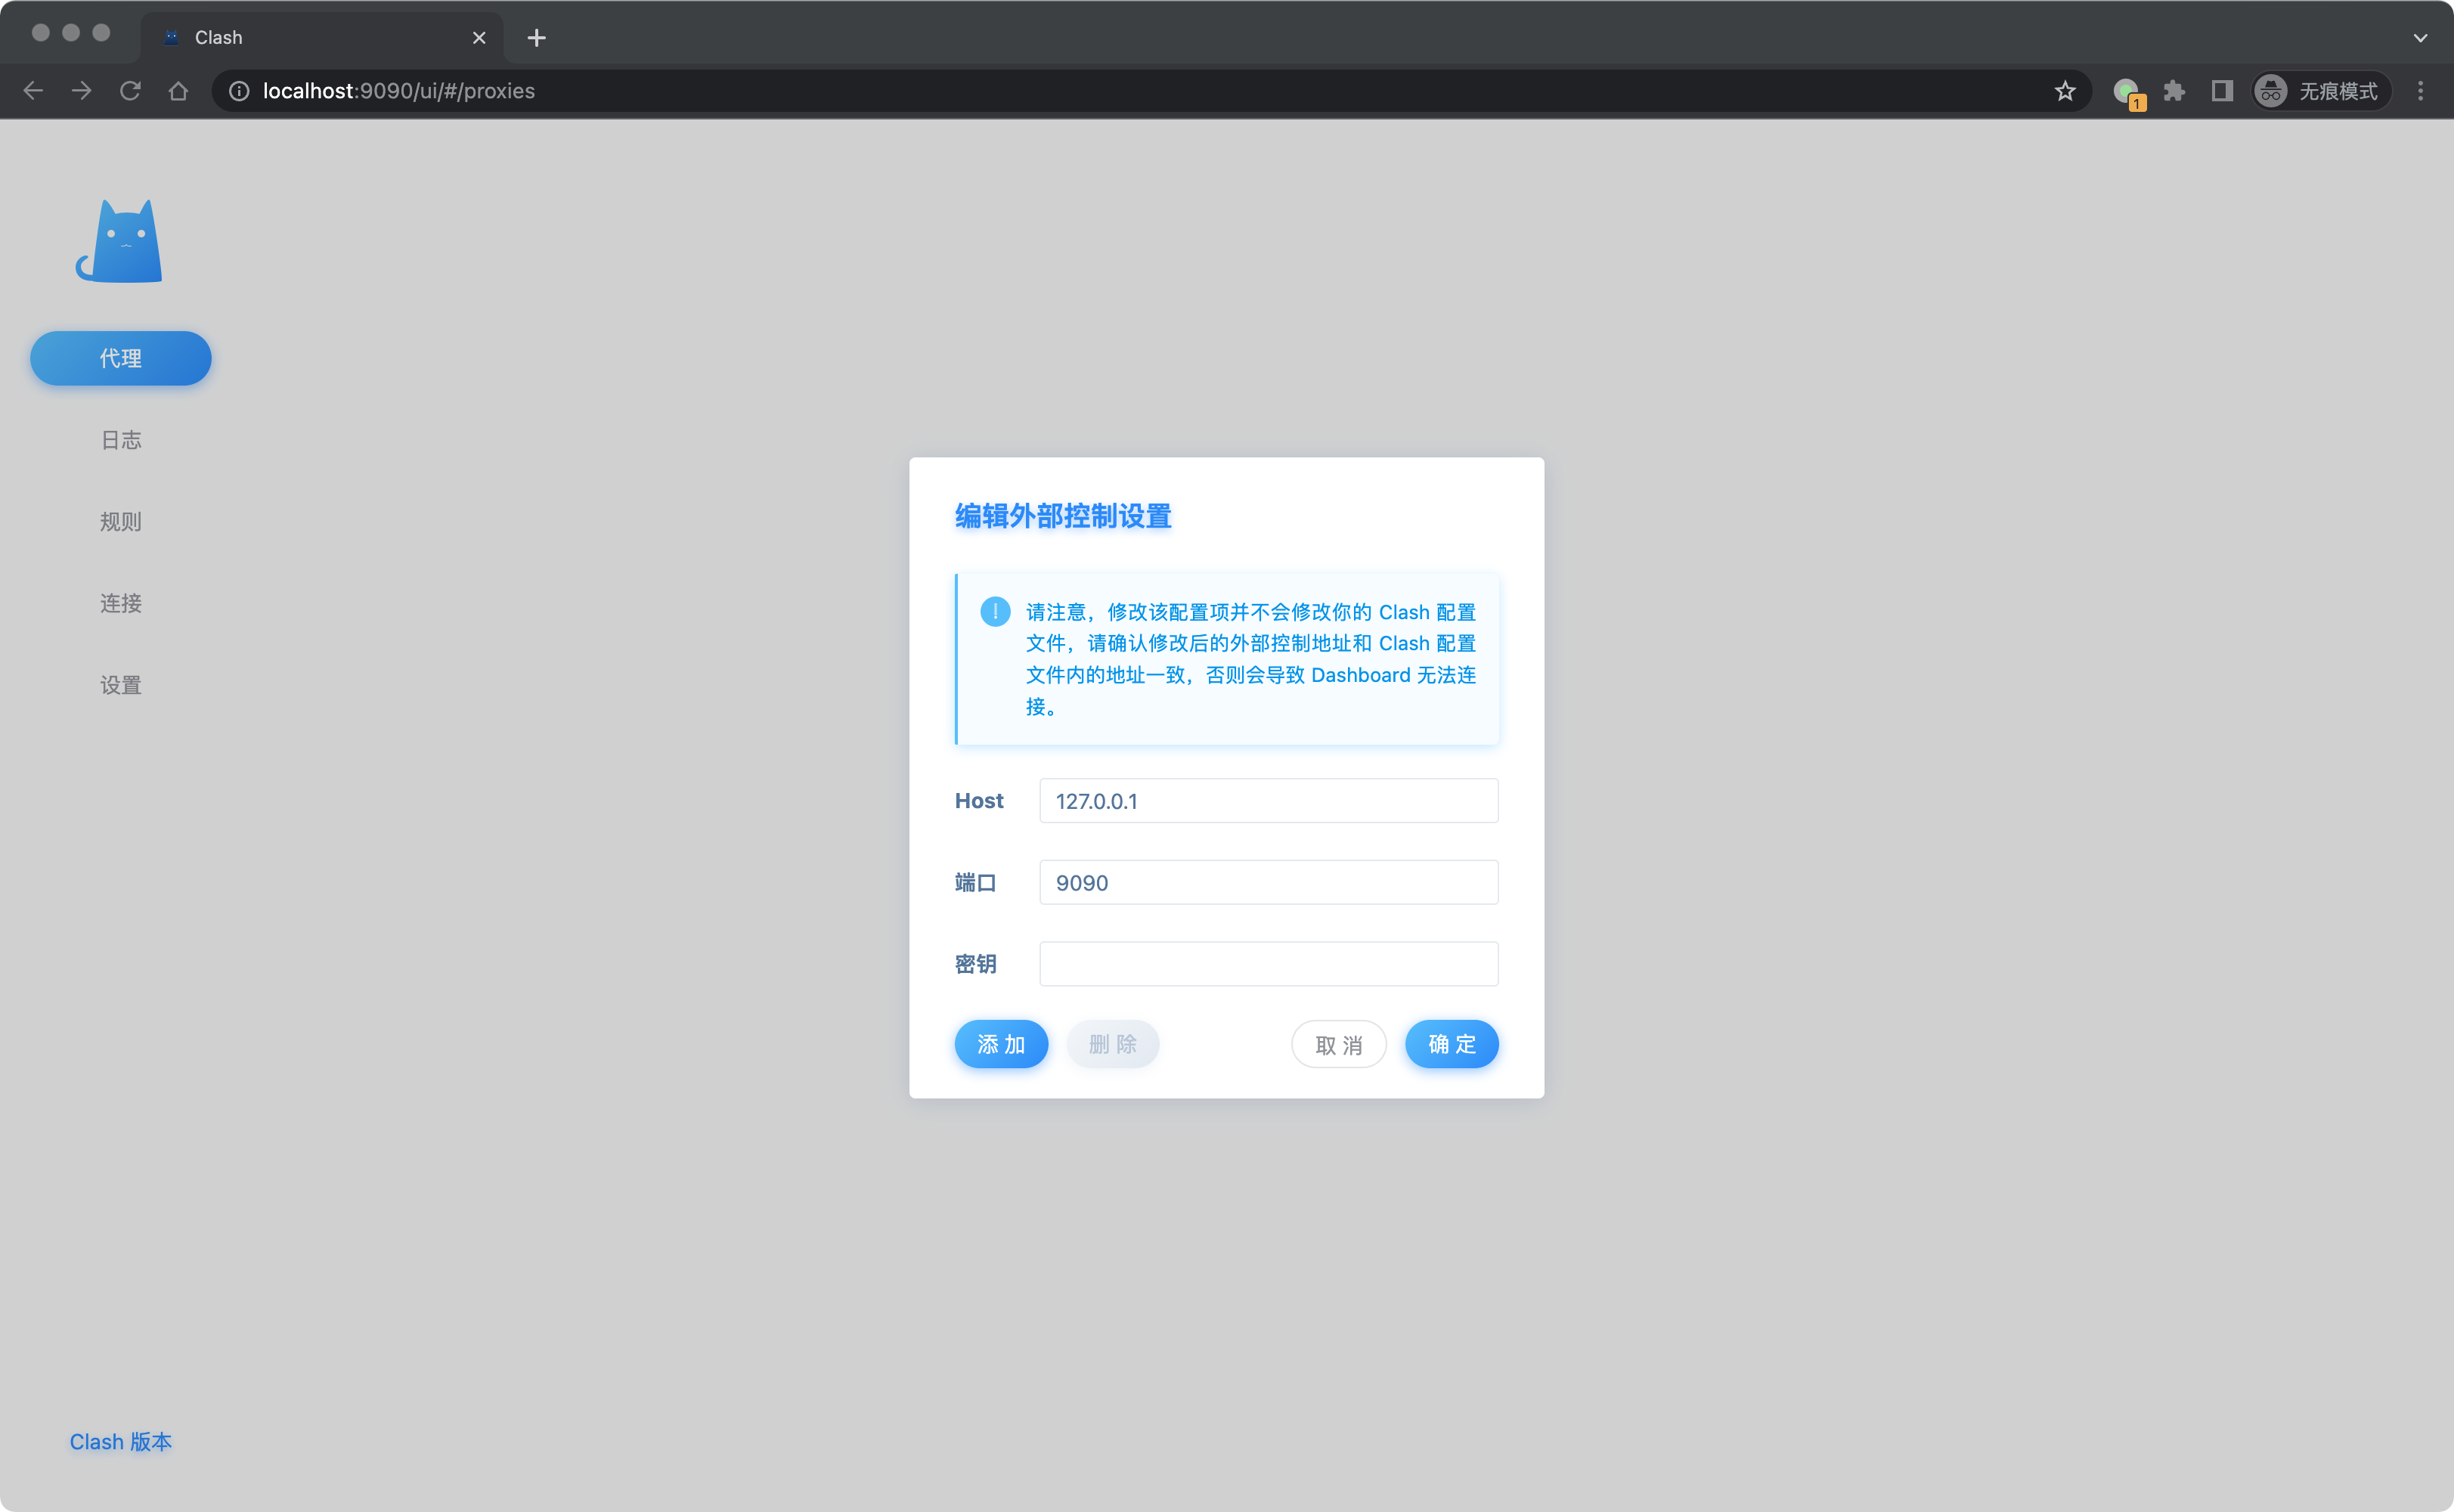 Clash
localhost:9090/ui/#/proxies
1
无痕模式
代理
日志
规则
连接
设置
Clash 版本
编辑外部控制设置
请注意，修改该配置项并不会修改你的 Clash 配置
文件，请确认修改后的外部控制地址和 Clash 配置
文件内的地址一致，否则会导致 Dashboard 无法连
接。
Host 127.0.0.1
端口 9090
密钥
添 加 删 除 取 消 确 定